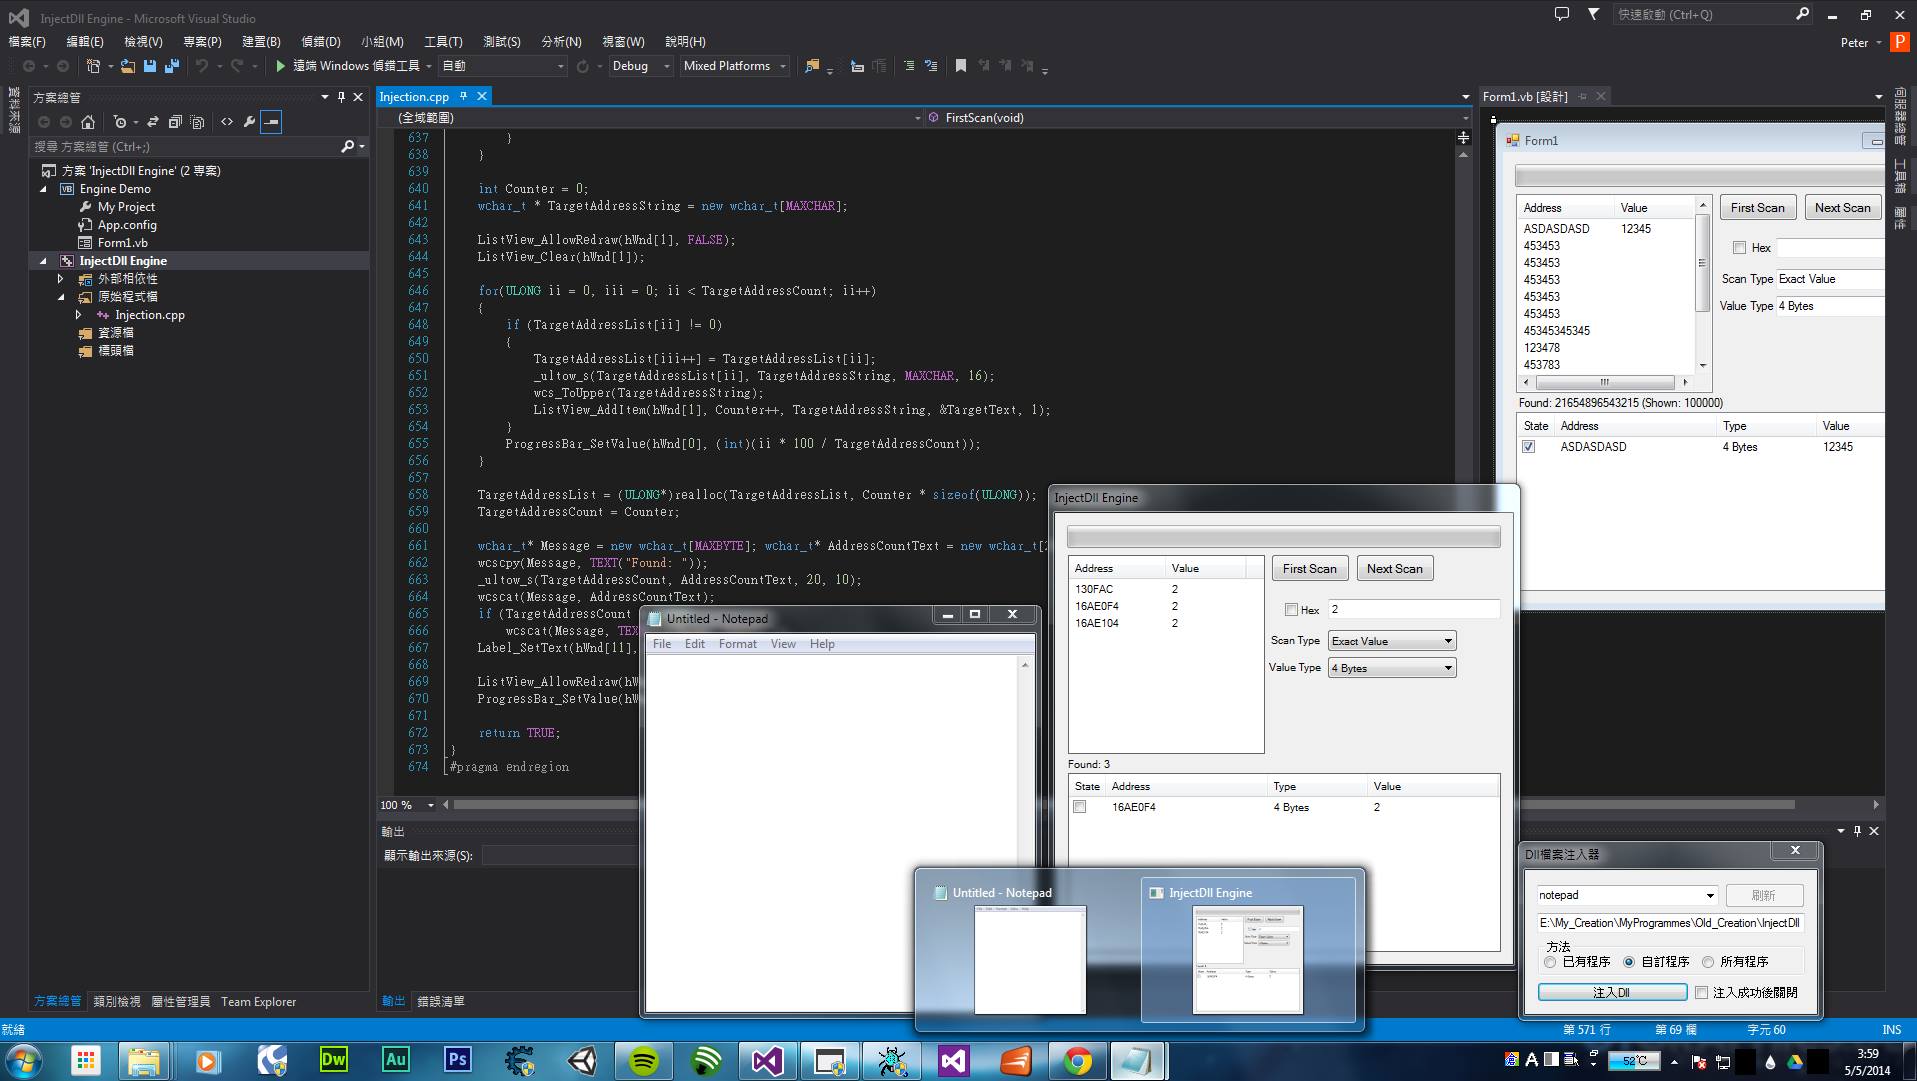 InjectDll Engine - Microsoft Visual Studio
快速啟動 (Ctrl+Q)
檔案(F) 編輯(E) 檢視(V) 專案(P) 建置(B) 偵錯(D) 小組(M) 工具(T) 測試(S) 分析(N) 視窗(W) 說明(H)
Peter P
遠端 Windows 偵錯工具 自動 Debug Mixed Platforms
資料來源
方案總管
搜尋 方案總管 (Ctrl+;)
方案 'InjectDll Engine' (2 專案)
Engine Demo
My Project
App.config
Form1.vb
InjectDll Engine
外部相依性
原始程式檔
Injection.cpp
資源檔
標頭檔
方案總管 類別檢視 屬性管理員 Team Explorer
Injection.cpp
(全域範圍) FirstScan(void)
637 }
638 }
639
640 int Counter = 0;
641 wchar_t * TargetAddressString = new wchar_t[MAXCHAR];
642
643 ListView_AllowRedraw(hWnd[1], FALSE);
644 ListView_Clear(hWnd[1]);
645
646 for(ULONG ii = 0, iii = 0; ii < TargetAddressCount; ii++)
647 {
648 if (TargetAddressList[ii] != 0)
649 {
650 TargetAddressList[iii++] = TargetAddressList[ii];
651 _ultow_s(TargetAddressList[ii], TargetAddressString, MAXCHAR, 16);
652 wcs_ToUpper(TargetAddressString);
653 ListView_AddItem(hWnd[1], Counter++, TargetAddressString, &TargetText, 1);
654 }
655 ProgressBar_SetValue(hWnd[0], (int)(ii * 100 / TargetAddressCount));
656 }
657
658 TargetAddressList = (ULONG*)realloc(TargetAddressList, Counter * sizeof(ULONG));
659 TargetAddressCount = Counter;
660
661 wchar_t* Message = new wchar_t[MAXBYTE]; wchar_t* AddressCountText = new wchar_t[2
662 wcscpy(Message, TEXT("Found: "));
663 _ultow_s(TargetAddressCount, AddressCountText, 20, 10);
664 wcscat(Message, AddressCountText);
665 if (TargetAddressCount
666 wcscat(Message, TEX
667 Label_SetText(hWnd[11],
668
669 ListView_AllowRedraw(hW
670 ProgressBar_SetValue(hW
671
672 return TRUE;
673 }
674 #pragma endregion
100 %
輸出
顯示輸出來源(S):
輸出 錯誤清單
Form1.vb [設計]
Form1
Address Value
ASDASDASD 12345
453453
453453
453453
453453
453453
45345345345
123478
453783
First Scan Next Scan
Hex
Scan Type Exact Value
Value Type 4 Bytes
Found: 21654896543215 (Shown: 100000)
State Address Type Value
ASDASDASD 4 Bytes 12345
伺服器總管
工具箱
屬性
InjectDll Engine
Address Value
130FAC 2
16AE0F4 2
16AE104 2
First Scan Next Scan
Hex 2
Scan Type Exact Value
Value Type 4 Bytes
Found: 3
State Address Type Value
16AE0F4 4 Bytes 2
Untitled - Notepad
File Edit Format View Help
Untitled - Notepad InjectDll Engine
Dll檔案注入器
notepad 刷新
E:\My_Creation\MyProgrammes\Old_Creation\InjectDll
方法
已有程序 自訂程序 所有程序
注入Dll 注入成功後關閉
就緒 第 571 行 第 69 欄 字元 60 INS
Dw Au Ps
A 52°C
3:59
5/5/2014